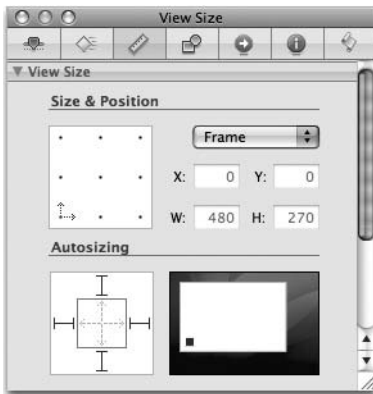 View Size
View Size
Size & Position
Frame
X: 0 Y: 0
W: 480 H: 270
Autosizing